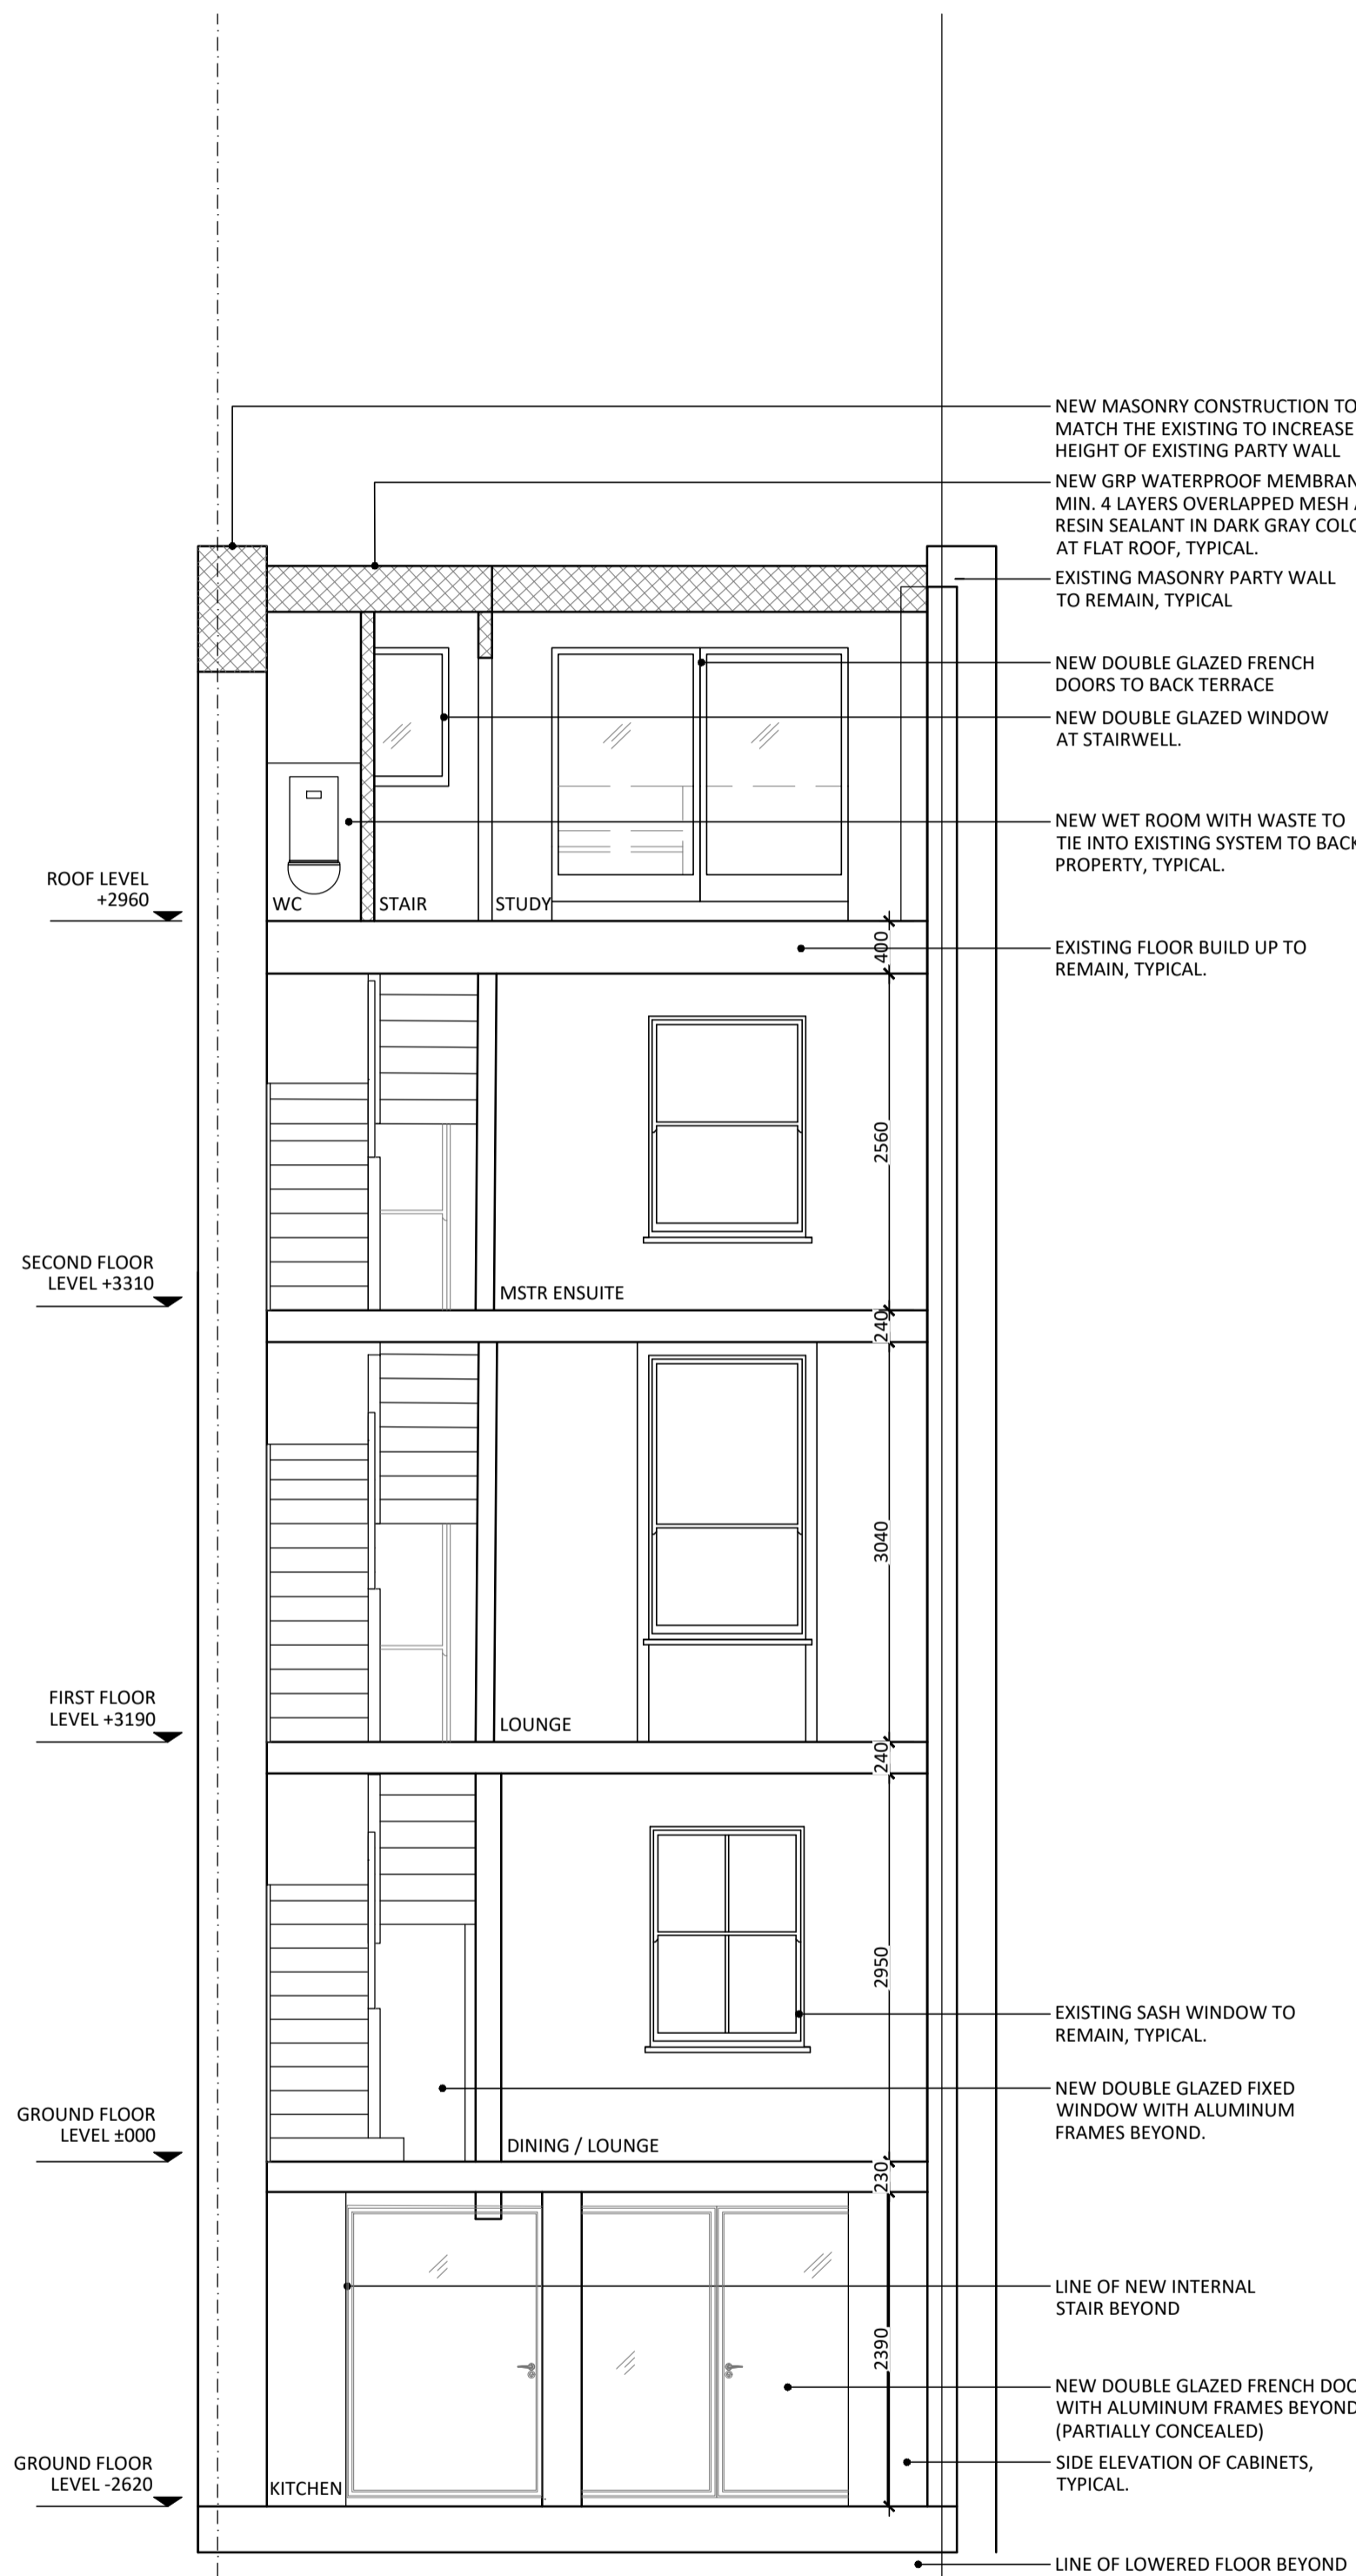 NEW MASONRY CONSTRUCTION TO
MATCH THE EXISTING TO INCREASE
HEIGHT OF EXISTING PARTY WALL
NEW GRP WATERPROOF
MIN. 4 LAYERS OVERLAPPED MESH
RESIN SEALANT IN DARK GRAY
AT FLAT ROOF, TYPICAL.
EXISTING MASONRY PARTY WALL
TO REMAIN, TYPICAL
NEW DOUBLE GLAZED FRENCH
DOORS TO BACK TERRACE
NEW DOUBLE GLAZED WINDOW
AT STAIRWELL.
NEW WET ROOM WITH WASTE TO
TIE INTO EXISTING SYSTEM TO
PROPERTY, TYPICAL.
ROOF LEVEL
+2960
WC
STAIR
STUDY
400
EXISTING FLOOR BUILD UP TO
REMAIN, TYPICAL.
2560
SECOND FLOOR
LEVEL +3310
MSTR ENSUITE
240
3040
FIRST FLOOR
LEVEL +3190
LOUNGE
240
2950
EXISTING SASH WINDOW TO
REMAIN, TYPICAL.
NEW DOUBLE GLAZED FIXED
WINDOW WITH ALUMINUM
FRAMES BEYOND.
GROUND FLOOR
LEVEL ±000
DINING / LOUNGE
230
LINE OF NEW INTERNAL
STAIR BEYOND
2390
NEW DOUBLE GLAZED FRENCH
WITH ALUMINUM FRAMES BEYOND
(PARTIALLY CONCEALED)
SIDE ELEVATION OF CABINETS,
TYPICAL.
GROUND FLOOR
LEVEL -2620
KITCHEN
LINE OF LOWERED FLOOR BEYOND